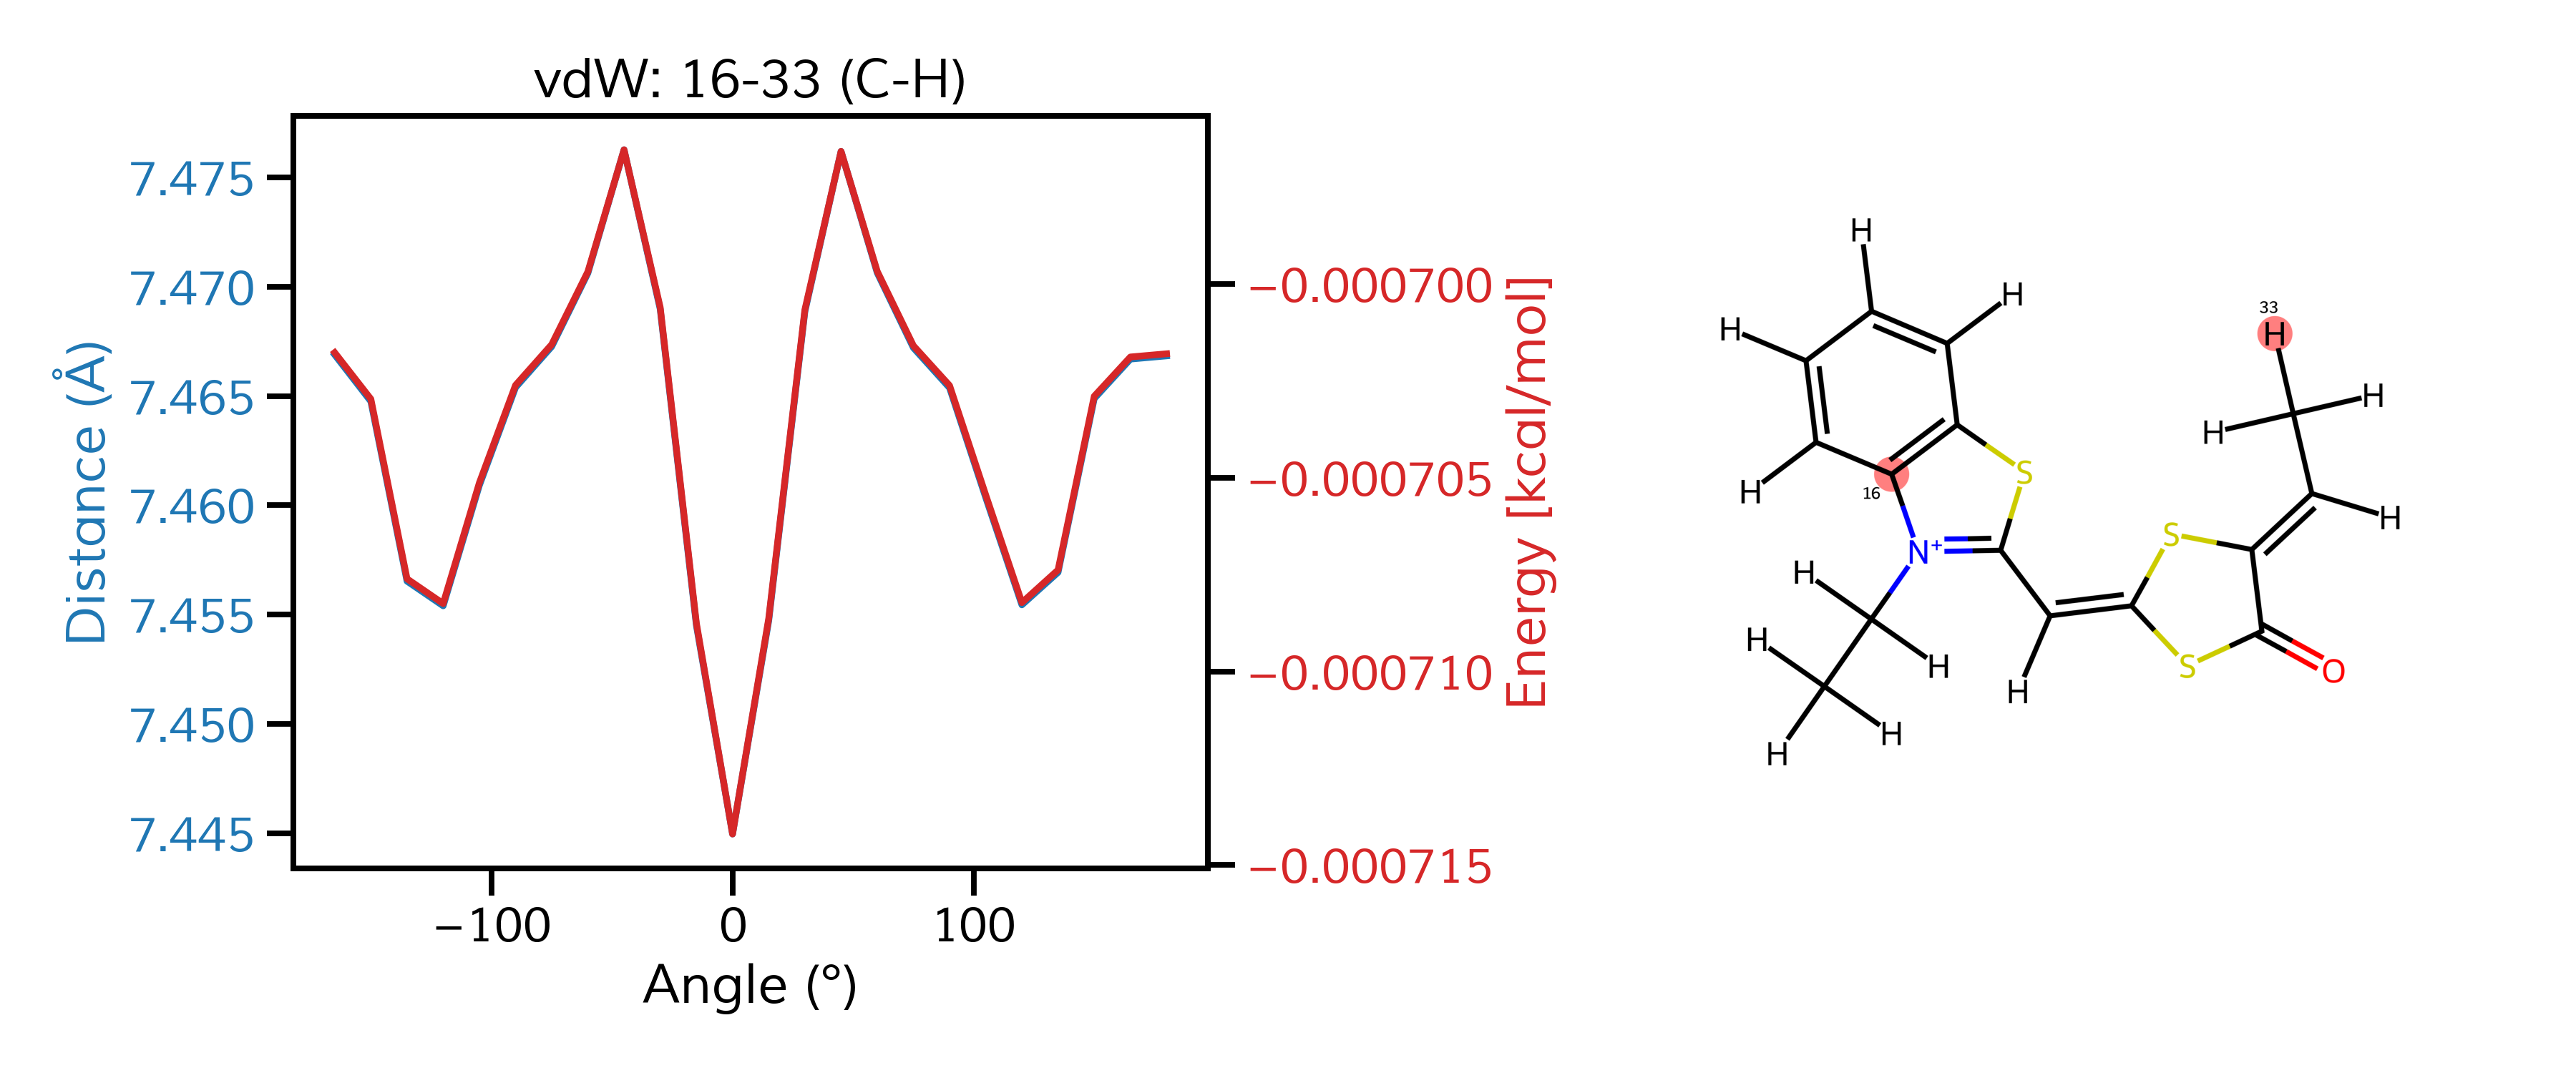 vdW: 16-33 (C-H)
7.475
7.470
7.465
7.460
7.455
7.450
7.445
Distance (Å)
−100
0
100
Angle (°)
−0.000700
−0.000705
−0.000710
−0.000715
Energy [kcal/mol]
H
H
H
33
H
H
H
S
H
16
H
S
N+
H
H
H
H
S
O
H
H
H